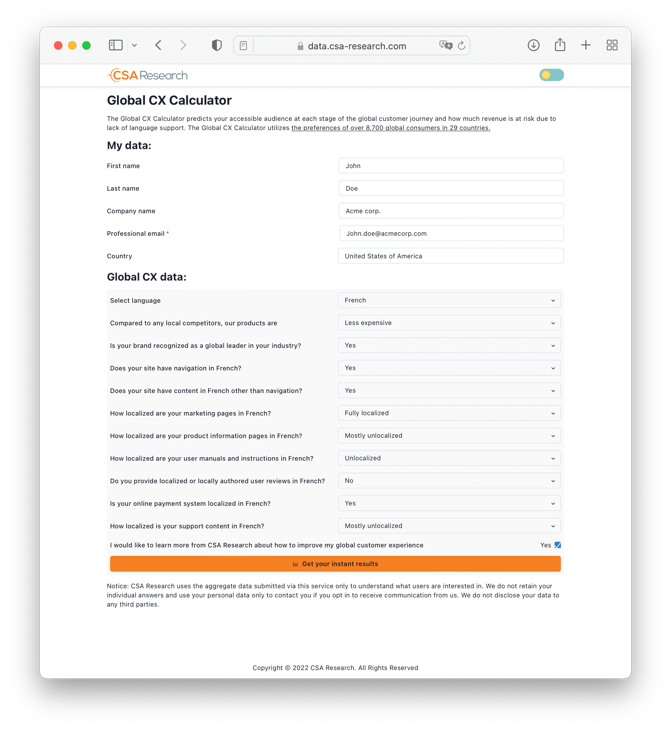 data.csa-research.com
CSA Research
Global CX Calculator
The Global CX Calculator predicts your accessible audience at each stage of the global customer journey and how much revenue is at risk due to
lack of language support. The Global CX Calculator utilizes the preferences of over 8,700 global consumers in 29 countries.
My data:
First name John
Last name Doe
Company name Acme corp.
Professional email * John.doe@acmecorp.com
Country United States of America
Global CX data:
Select language French
Compared to any local competitors, our products are Less expensive
Is your brand recognized as a global leader in your industry? Yes
Does your site have navigation in French? Yes
Does your site have content in French other than navigation? Yes
How localized are your marketing pages in French? Fully localized
How localized are your product information pages in French? Mostly unlocalized
How localized are your user manuals and instructions in French? Unlocalized
Do you provide localized or locally authored user reviews in French? No
Is your online payment system localized in French? Yes
How localized is your support content in French? Mostly unlocalized
I would like to learn more from CSA Research about how to improve my global customer experience Yes
Get your instant results
Notice: CSA Research uses the aggregate data submitted via this service only to understand what users are interested in. We do not retain your
individual answers and use your personal data only to contact you if you opt in to receive communication from us. We do not disclose your data to
any third parties.
Copyright © 2022 CSA Research. All Rights Reserved